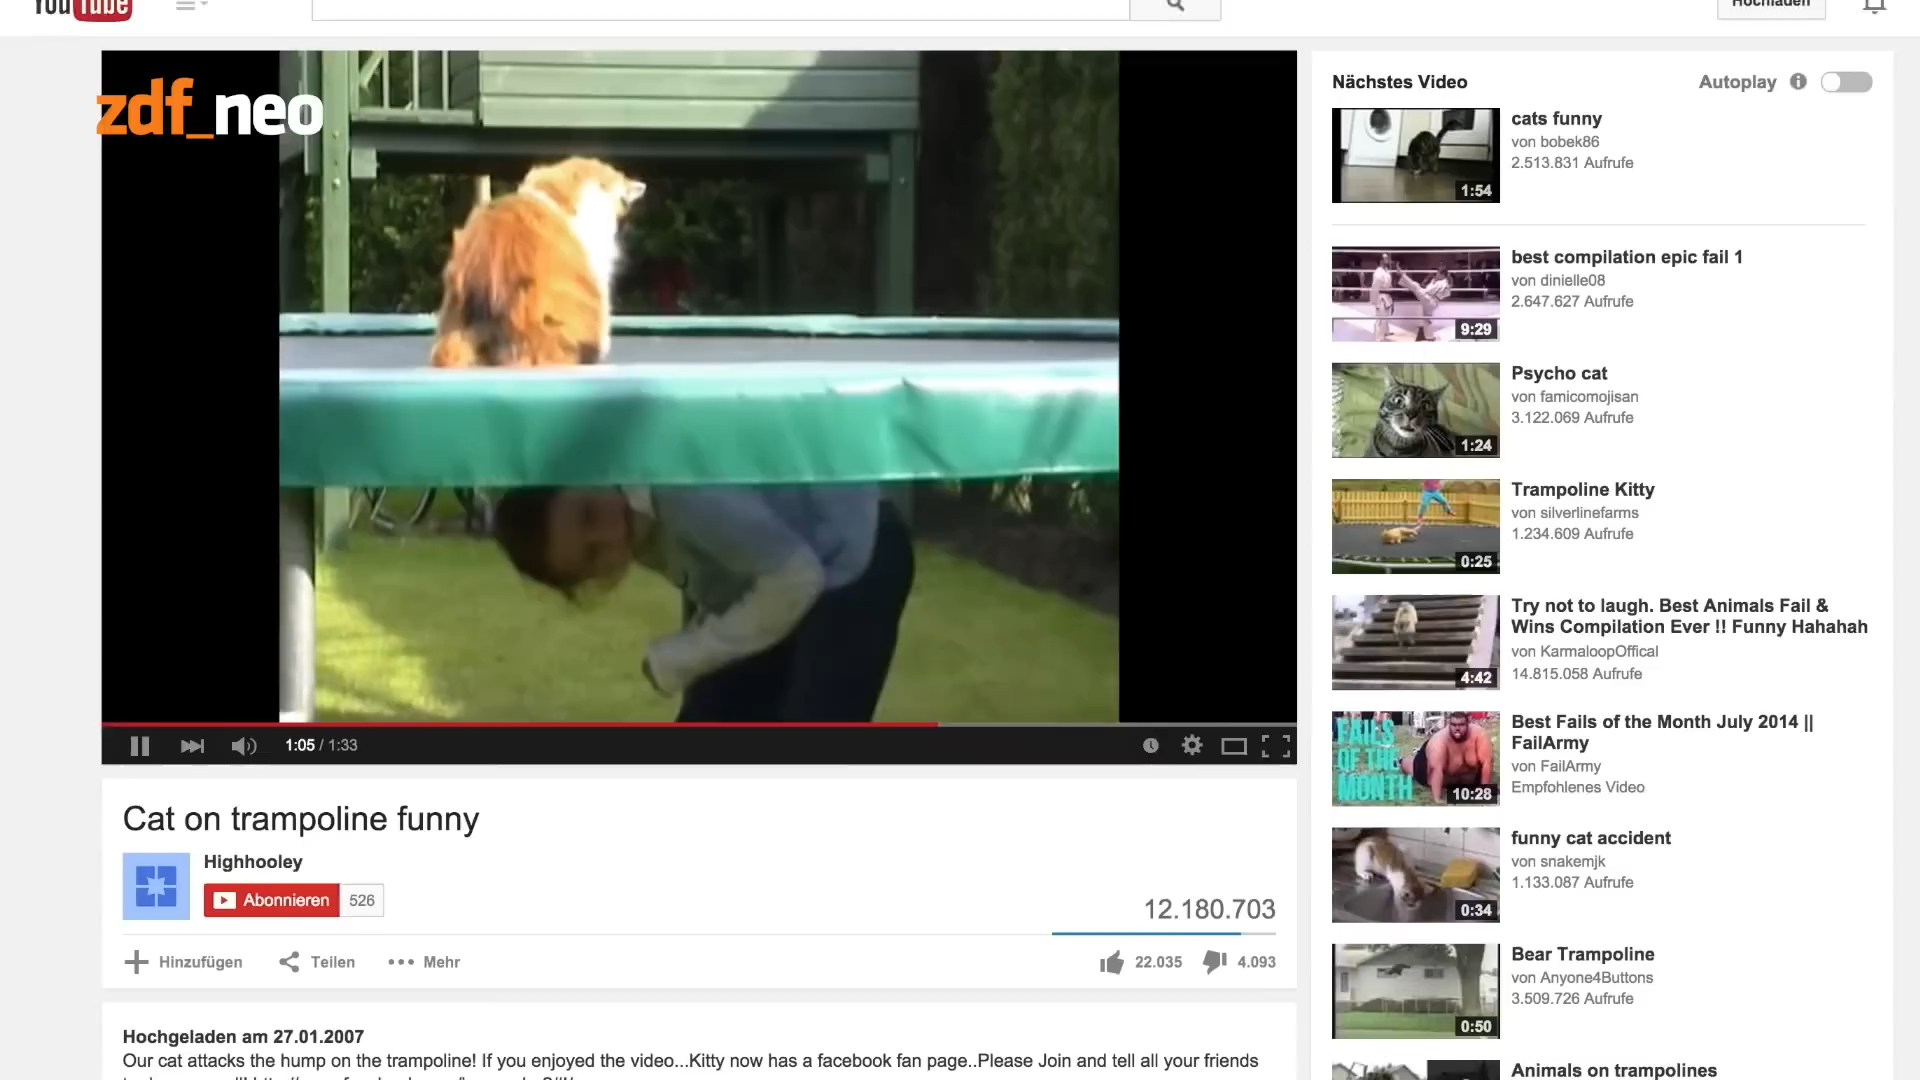 YouTube
Hochladen
zdf_neo
1:05 / 1:33
Cat on trampoline funny
Highhooley
Abonnieren 526
12.180.703
Hinzufügen Teilen Mehr
22.035 4.093
Hochgeladen am 27.01.2007
Our cat attacks the hump on the trampoline! If you enjoyed the video...Kitty now has a facebook fan page..Please Join and tell all your friends
Nächstes Video Autoplay
cats funny
von bobek86
2.513.831 Aufrufe
1:54
best compilation epic fail 1
von dinielle08
2.647.627 Aufrufe
9:29
Psycho cat
von famicomojisan
3.122.069 Aufrufe
1:24
Trampoline Kitty
von silverlinefarms
1.234.609 Aufrufe
0:25
Try not to laugh. Best Animals Fail &
Wins Compilation Ever !! Funny Hahahah
von KarmaloopOffical
14.815.058 Aufrufe
4:42
Best Fails of the Month July 2014 ||
FailArmy
von FailArmy
Empfohlenes Video
FAILS
OF THE
MONTH
10:28
funny cat accident
von snakemjk
1.133.087 Aufrufe
0:34
Bear Trampoline
von Anyone4Buttons
3.509.726 Aufrufe
0:50
Animals on trampolines